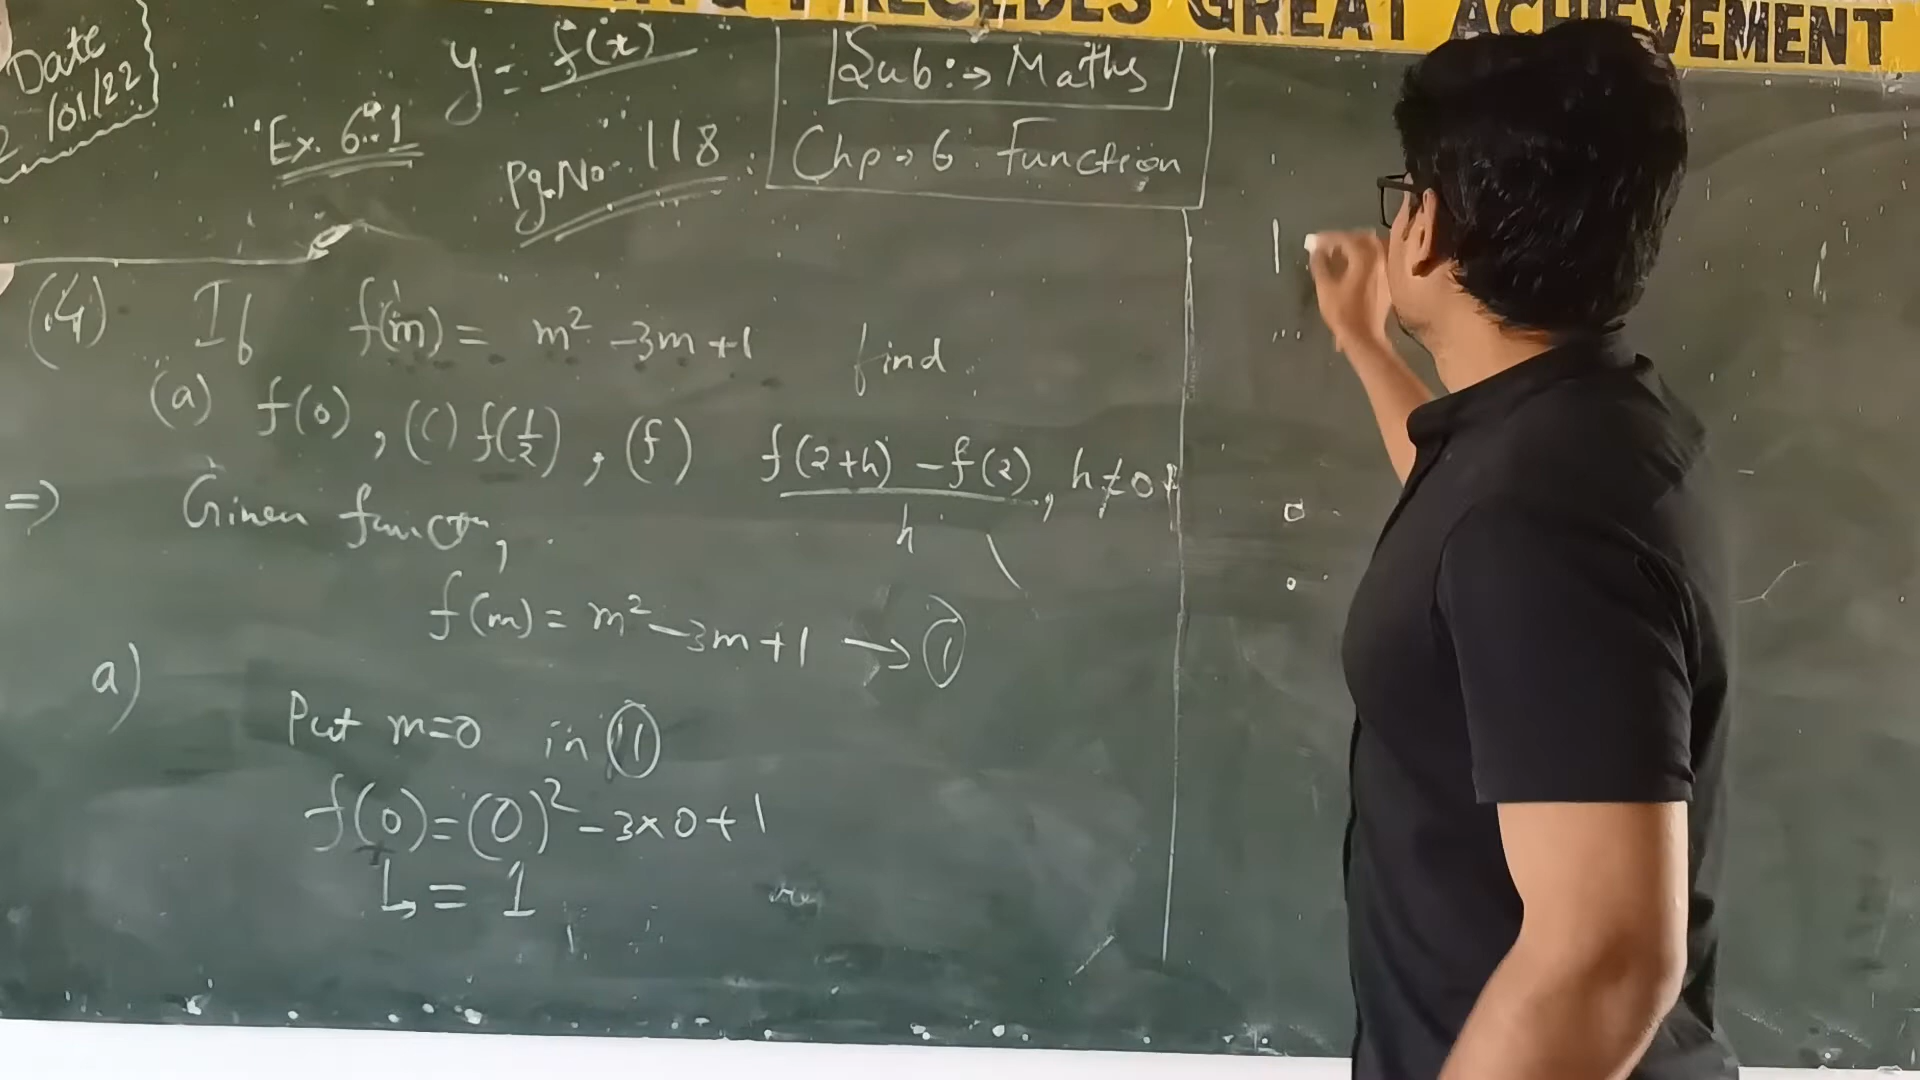 PRECEDES GREAT ACHIEVEMENT
Date
/01/22
Ex. 6.1
y = f(x)
Pg.No. 118
Sub:→ Maths
Chp→ 6. Function
(4) If f(m) = m² - 3m + 1 find
(a) f(0), (c) f(1/2), (f) f(2+h) - f(2) / h, h≠0
⇒ Given function,
f(m) = m² - 3m + 1 → ①
a)
Put m=0 in ①
f(0) = (0)² - 3×0 + 1
↳ = 1